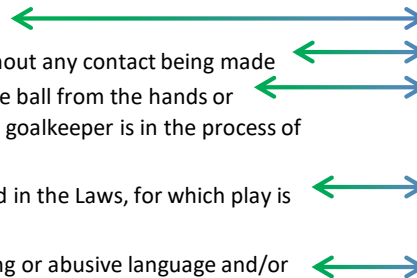 out any contact being made
e ball from the hands or
goalkeeper is in the process of
d in the Laws, for which play is
ng or abusive language and/or